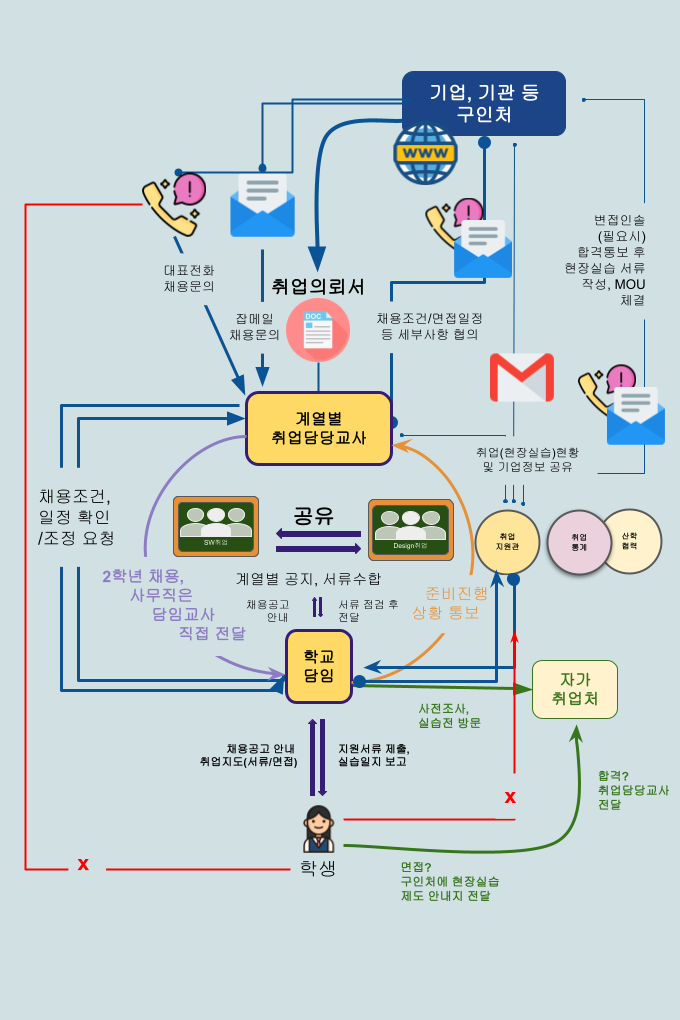 기업, 기관 등
구인처
WWW
대표전화
채용문의
잡메일
채용문의
취업의뢰서
DOC
채용조건/면접일정
등 세부사항 협의
변접인솔
(필요시)
합격통보 후
현장실습 서류
작성, MOU
체결
계열별
취업담당교사
취업(현장실습)현황
및 기업정보 공유
채용조건,
일정 확인
/조정 요청
SW취업
공유
Design취업
취업
지원관
취업
통계
산학
협력
2학년 채용,
사무직은
담임교사
직접 전달
계열별 공지, 서류수합
채용공고
안내
서류 점검 후
전달
준비진행
상황 통보
학교
담임
자가
취업처
사전조사,
실습전 방문
채용공고 안내
취업지도(서류/면접)
지원서류 제출,
실습일지 보고
합격?
취업담당교사
전달
X
X
학생
면접?
구인처에 현장실습
제도 안내지 전달